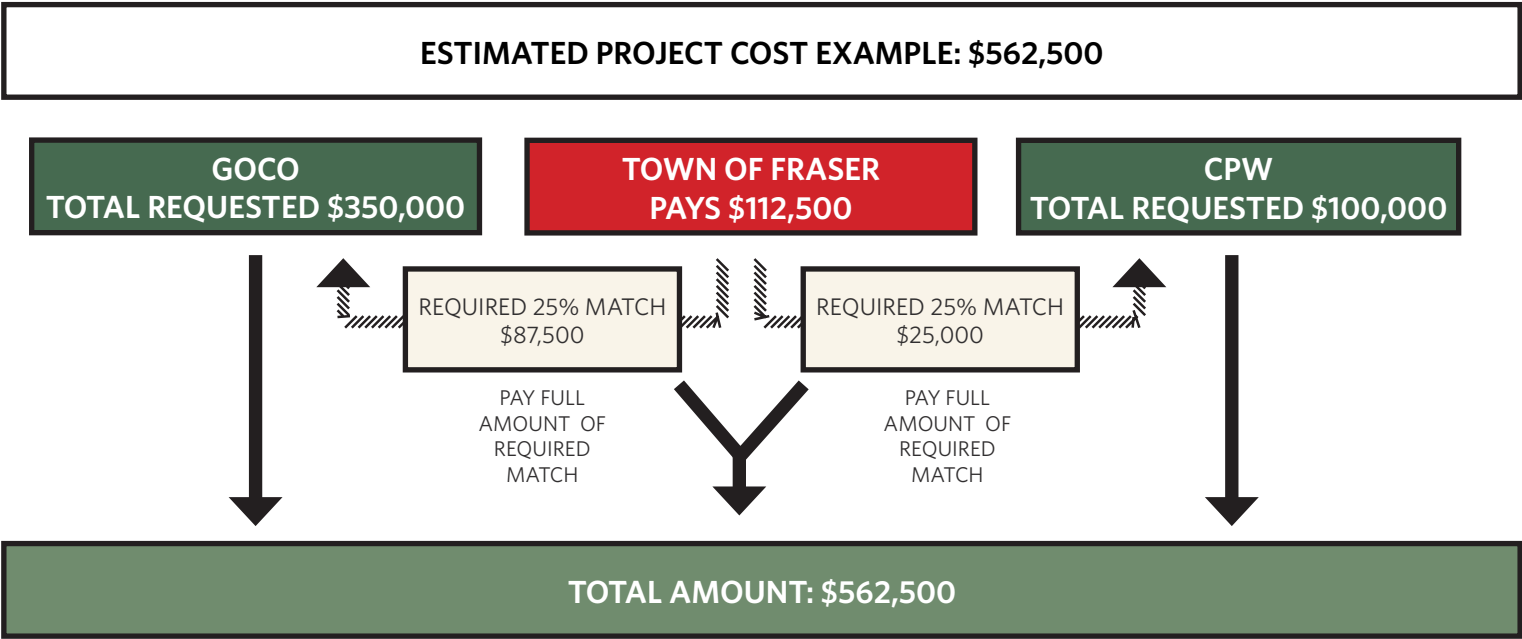 ESTIMATED PROJECT COST EXAMPLE: $562,500
GOCO
TOTAL REQUESTED $350,000
TOWN OF FRASER
PAYS $112,500
CPW
TOTAL REQUESTED $100,000
REQUIRED 25% MATCH
$87,500
REQUIRED 25% MATCH
$25,000
PAY FULL
AMOUNT OF
REQUIRED
MATCH
PAY FULL
AMOUNT OF
REQUIRED
MATCH
TOTAL AMOUNT: $562,500